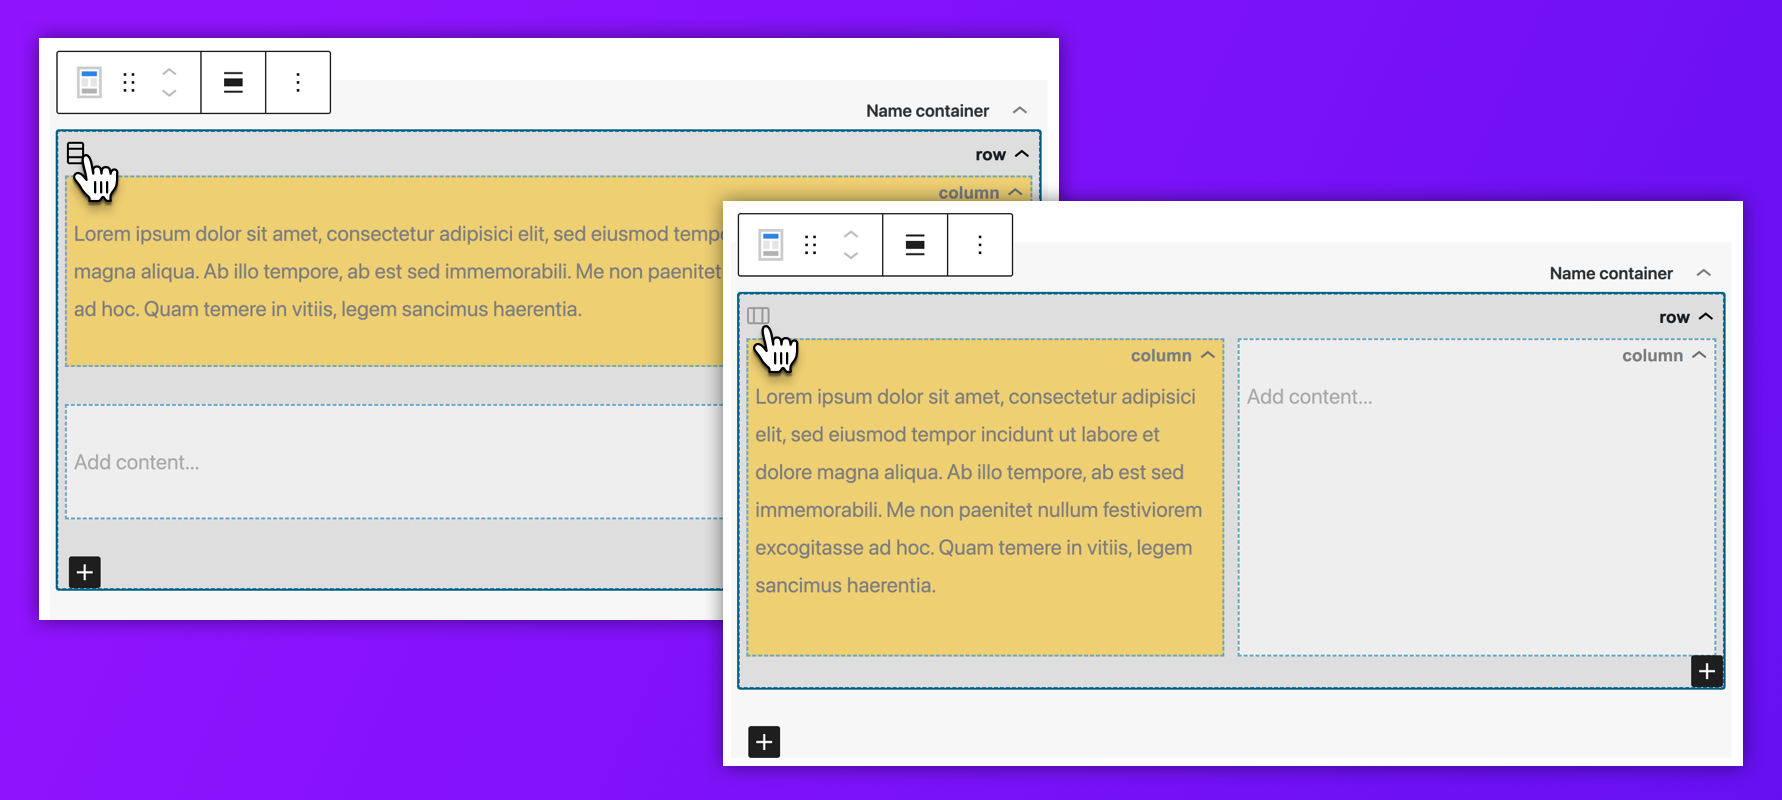 Name container
row
column
Lorem ipsum dolor sit amet, consectetur adipisici elit, sed eiusmod
magna aliqua. Ab illo tempore, ab est sed immemorabili. Me non paenitet
ad hoc. Quam temere in vitiis, legem sancimus haerentia.
Add content...
Name container
row
column
Lorem ipsum dolor sit amet, consectetur adipisici
elit, sed eiusmod tempor incidunt ut labore et
dolore magna aliqua. Ab illo tempore, ab est sed
immemorabili. Me non paenitet nullum festiviorem
excogitasse ad hoc. Quam temere in vitiis, legem
sancimus haerentia.
column
Add content...